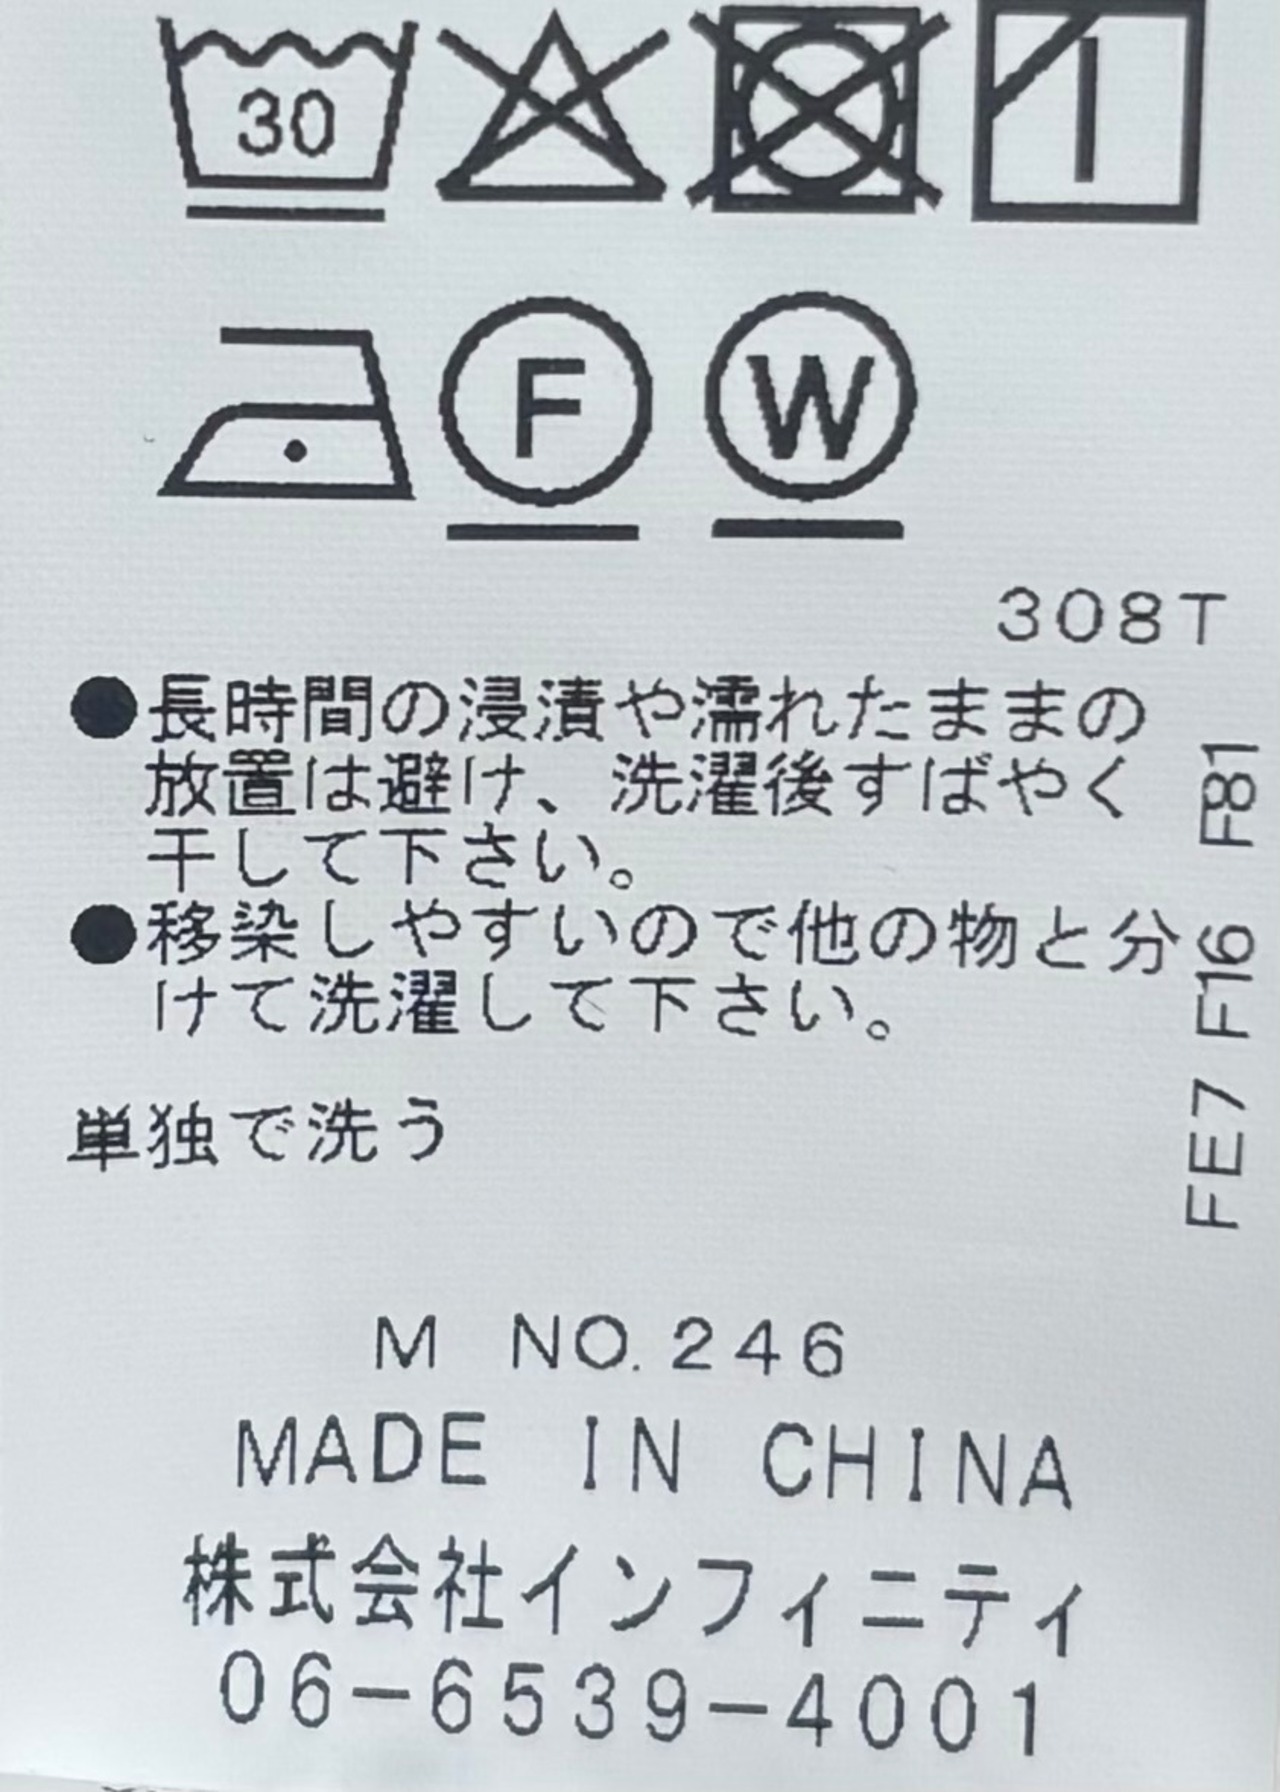 30
F
W
308T
●長時間の浸漬や濡れたままの
放置は避け、洗濯後すばやく
干して下さい。
●移染しやすいので他の物と分
けて洗濯して下さい。
単独で洗う
FE7 F16 F81
M NO.246
MADE IN CHINA
株式会社インフィニティ
06-6539-4001